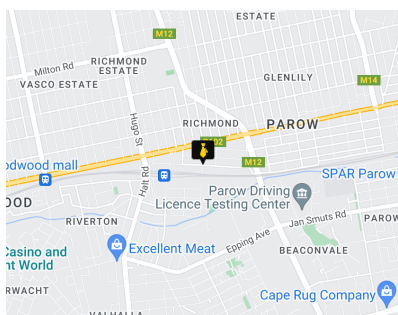 ESTATE
M12
RICHMOND
ESTATE
Milton Rd
VASCO ESTATE
GLENLILY
M14
Hugo St
RICHMOND
PAROW
odwood mall
M12
Halt Rd
SPAR Parow
Parow Driving
Licence Testing Center
OOD
RIVERTON
Jan Smuts Rd
PAROW
Epping Ave
Casino and
nt World
Excellent Meat
BEACONVALE
RWACHT
Cape Rug Company
VALHALLA